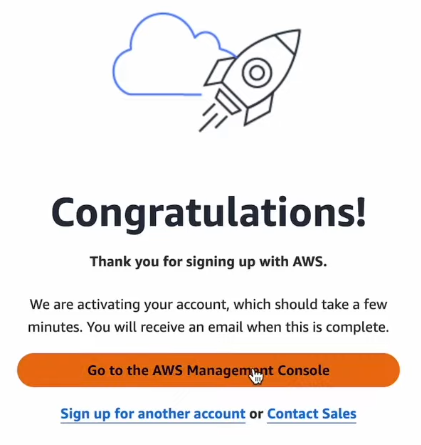 Congratulations!
Thank you for signing up with AWS.
We are activating your account, which should take a few
minutes. You will receive an email when this is complete.
Go to the AWS Management Console
Sign up for another account or Contact Sales